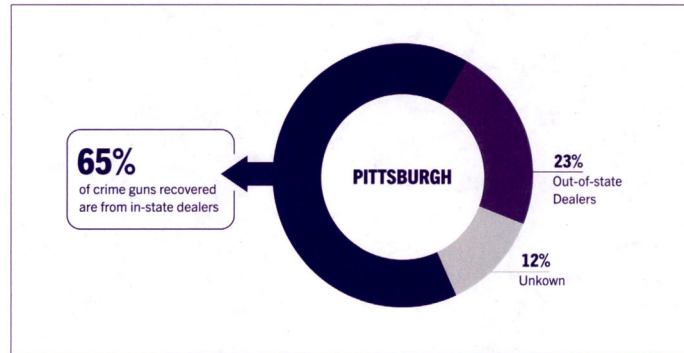 65%
of crime guns recovered
are from in-state dealers
PITTSBURGH
23%
Out-of-state
Dealers
12%
Unkown